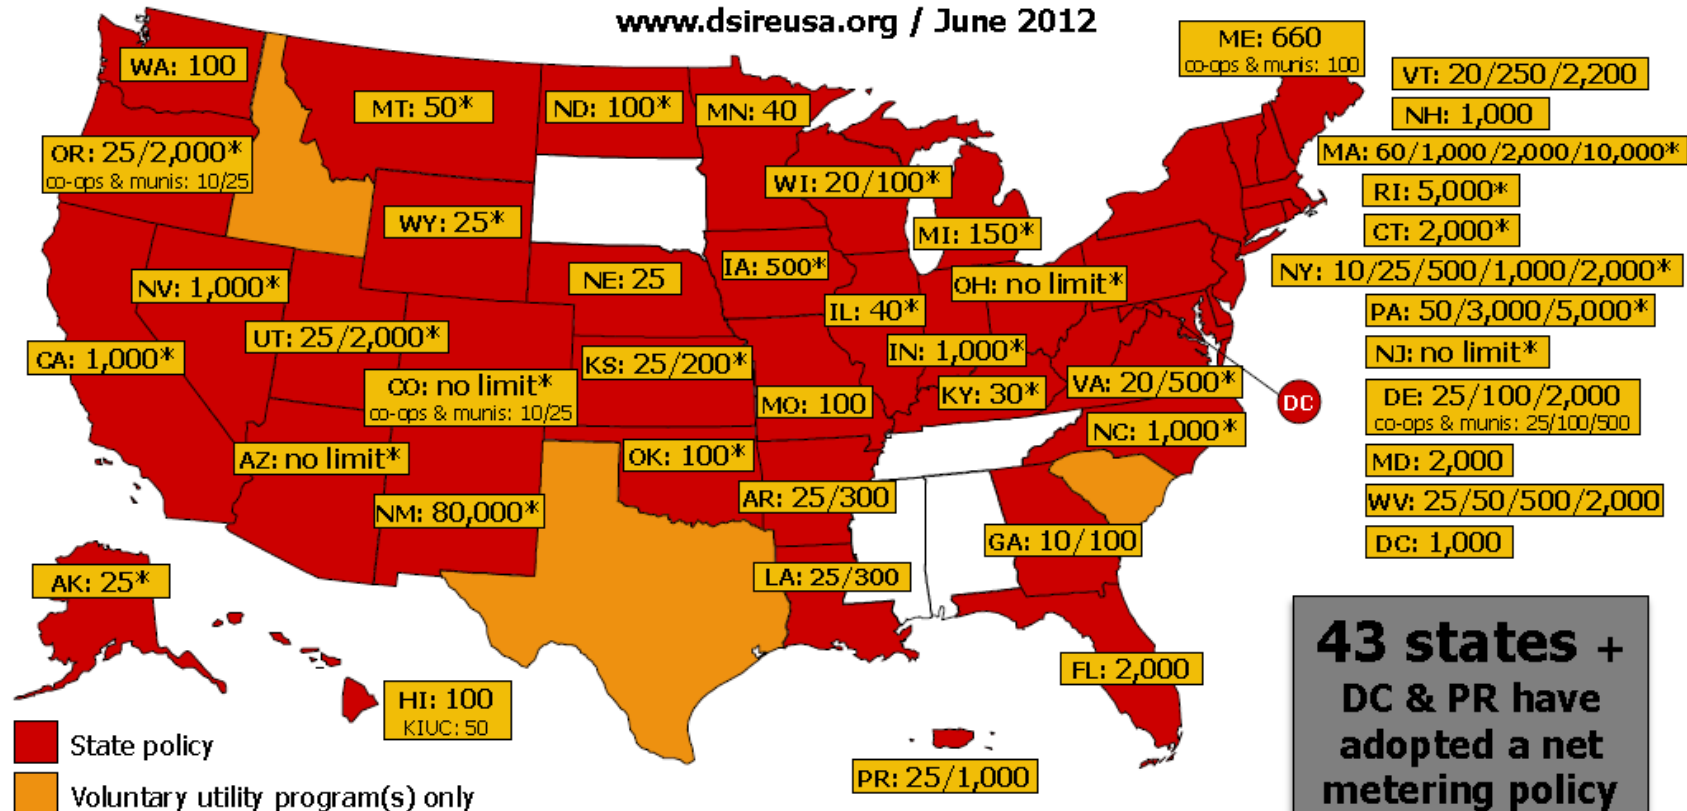 www.dsireusa.org / June 2012
WA: 100
MT: 50*
ND: 100*
MN: 40
ME: 660
co-ops & munis: 100
VT: 20/250/2,200
NH: 1,000
OR: 25/2,000*
co-ops & munis: 10/25
MA: 60/1,000/2,000/10,000*
WI: 20/100*
RI: 5,000*
WY: 25*
MI: 150*
CT: 2,000*
NV: 1,000*
NE: 25
IA: 500*
OH: no limit*
NY: 10/25/500/1,000/2,000*
IL: 40*
PA: 50/3,000/5,000*
UT: 25/2,000*
CA: 1,000*
KS: 25/200*
IN: 1,000*
NJ: no limit*
CO: no limit*
co-ops & munis: 10/25
MO: 100
KY: 30*
VA: 20/500*
DC
DE: 25/100/2,000
co-ops & munis: 25/100/500
NC: 1,000*
AZ: no limit*
OK: 100*
MD: 2,000
NM: 80,000*
AR: 25/300
WV: 25/50/500/2,000
GA: 10/100
DC: 1,000
AK: 25*
LA: 25/300
FL: 2,000
HI: 100
KIUC: 50
PR: 25/1,000
State policy
Voluntary utility program(s) only
43 states +
DC & PR have
adopted a net
metering policy